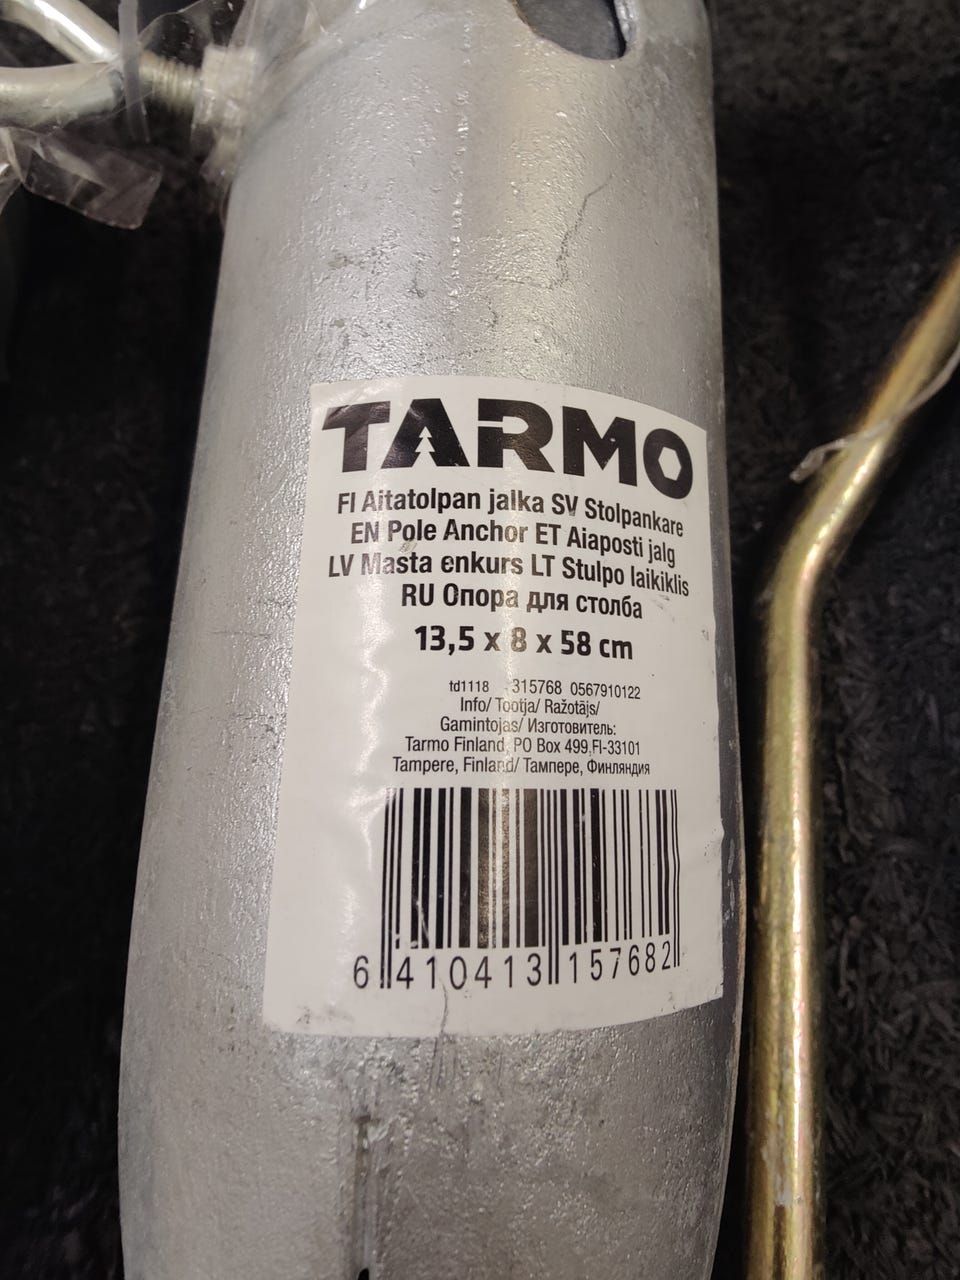 TARMO
FI Aitatolpan jalka SV Stolpankare
EN Pole Anchor ET Aiaposti jalg
LV Masta enkurs LT Stulpo laikiklis
RU Опора для столба
13,5 x 8 x 58 cm
td1118 315768 0567910122
Info/ Tootja/ Ražotājs/
Gamintojas/ Изготовитель:
Tarmo Finland, PO Box 499,FI-33101
Tampere, Finland/ Тампере, Финляндия
6 410413 157682